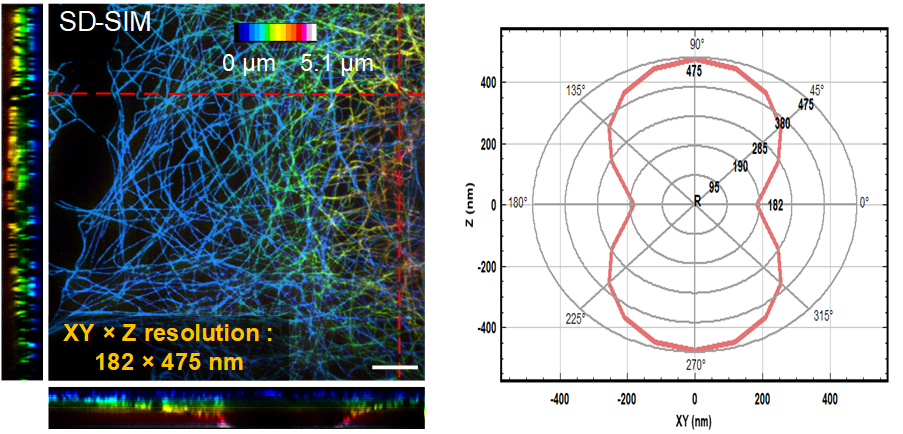 SD-SIM
0 μm 5.1 μm
XY × Z resolution :
182 × 475 nm
90°
475
135°
45°
475
380
285
190
95
R
182
180°
0°
225°
315°
270°
Z (nm)
400
200
0
-200
-400
-400 -200 0 200 400
XY (nm)